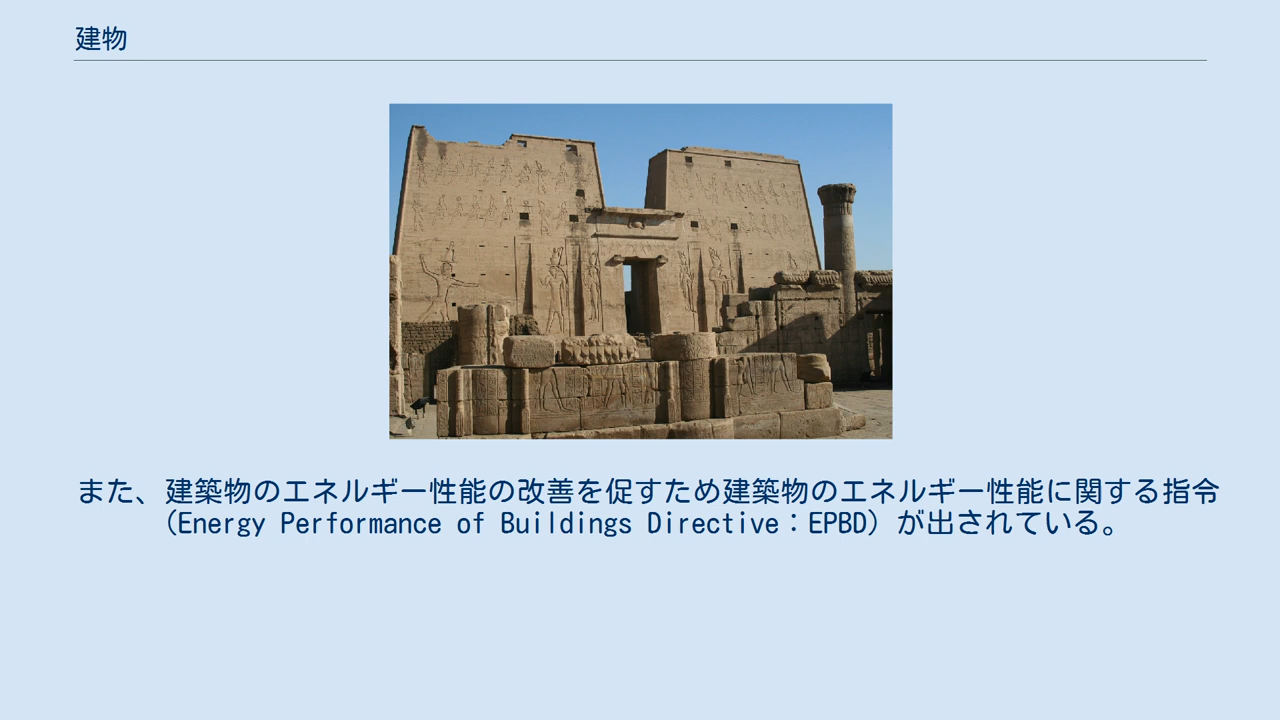 建物
また、建築物のエネルギー性能の改善を促すため建築物のエネルギー性能に関する指令
(Energy Performance of Buildings Directive：EPBD) が出されている。